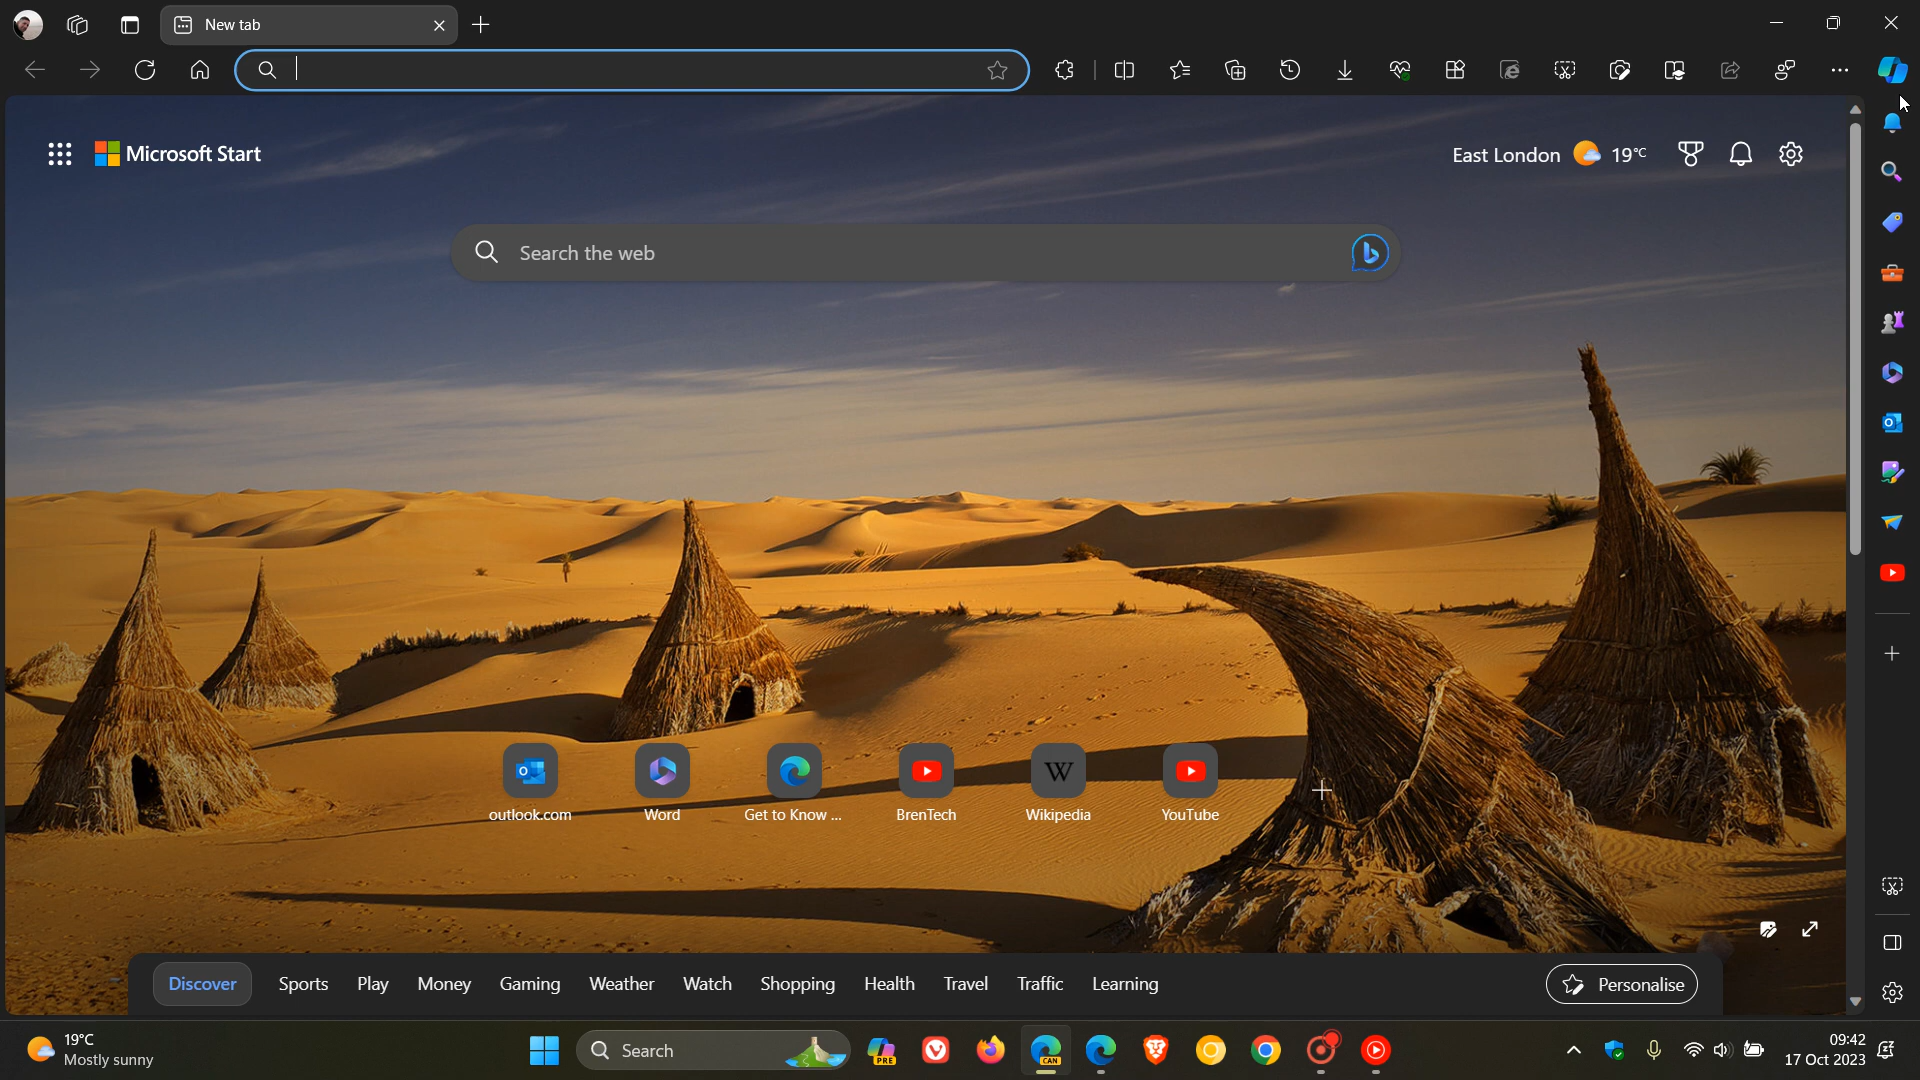 New tab
Microsoft Start
East London 19°C
Search the web
outlook.com
Word
Get to Know ...
BrenTech
W
Wikipedia
YouTube
Discover
Sports
Play
Money
Gaming
Weather
Watch
Shopping
Health
Travel
Traffic
Learning
Personalise
19°C
Mostly sunny
Search
PRE
CAN
09:42
17 Oct 2023